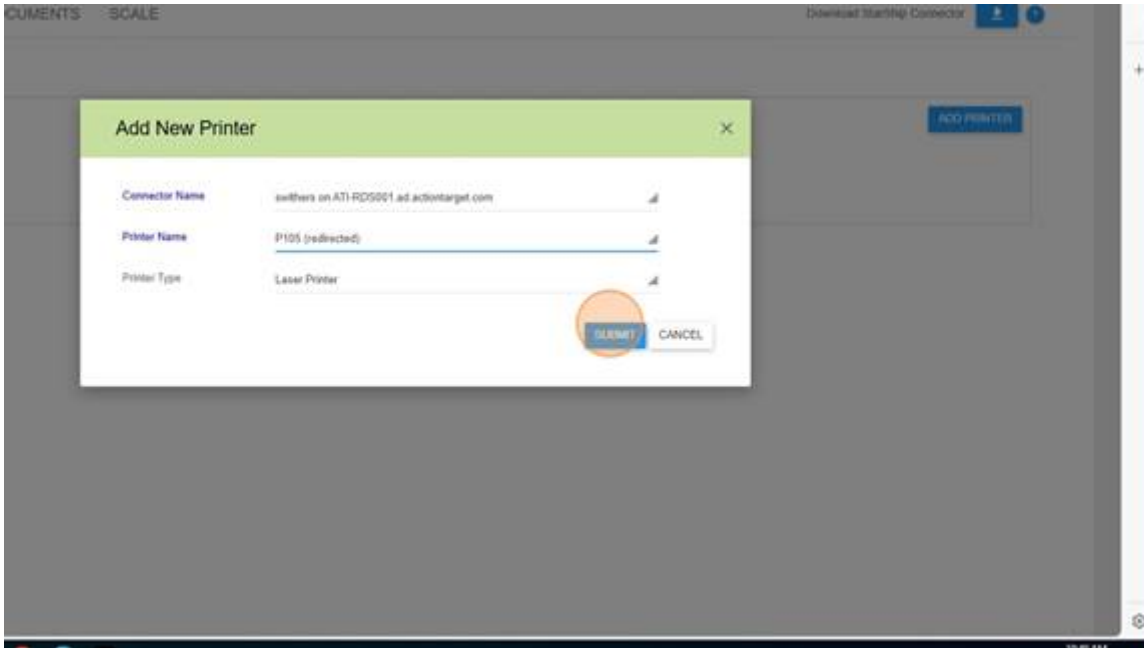 CUMENTS SCALE Download StarShip Connector
ADD PRINTER
Add New Printer
Connector Name swithers on ATI-RDS001.ad.actiontarget.com
Printer Name P105 (redirected)
Printer Type Laser Printer
SUBMIT CANCEL